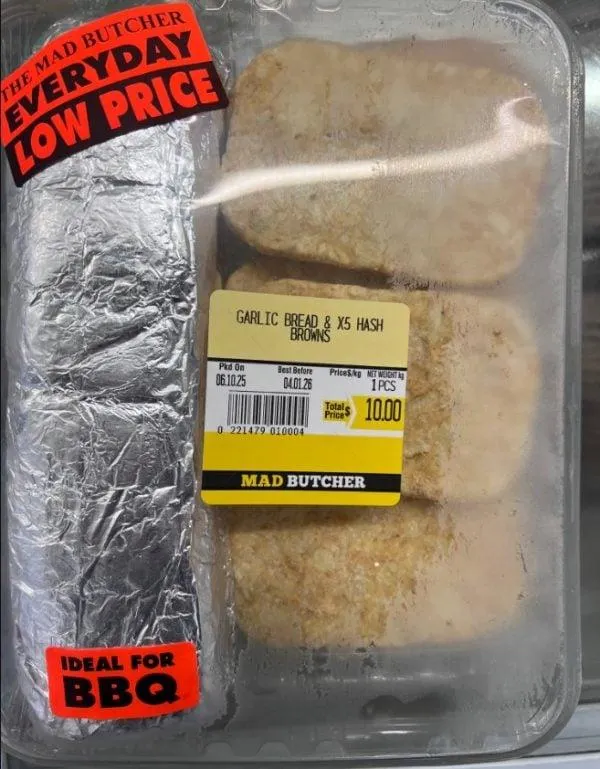 THE MAD BUTCHER
EVERYDAY
LOW PRICE
GARLIC BREAD & X5 HASH
BROWNS
Pkd On Best Before Price$/kg NET WEIGHT kg
06.10.25 04.01.26 1 PCS
Total Price $ 10.00
0 221479 010004
MAD BUTCHER
IDEAL FOR
BBQ